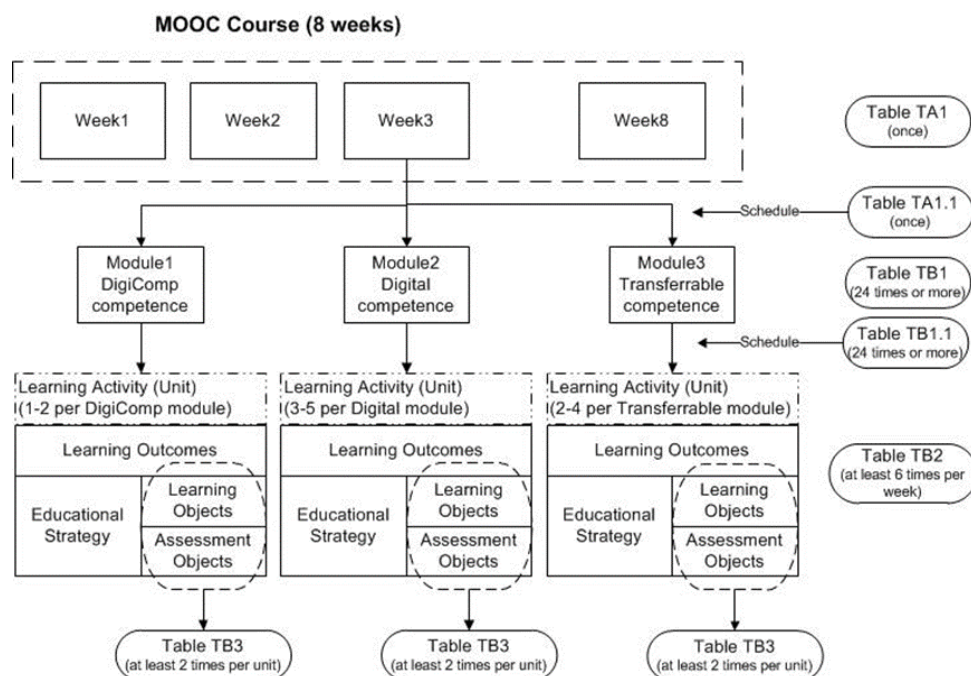 MOOC Course (8 weeks)
Week1
Week2
Week3
Week8
Table TA1
(once)
Schedule
Table TA1.1
(once)
Module1
DigiComp
competence
Module2
Digital
competence
Module3
Transferrable
competence
Table TB1
(24 times or more)
Schedule
Table TB1.1
(24 times or more)
Learning Activity (Unit)
(1-2 per DigiComp module)
Learning Activity (Unit)
(3-5 per Digital module)
Learning Activity (Unit)
(2-4 per Transferrable module)
Learning Outcomes
Educational
Strategy
Learning
Objects
Assessment
Objects
Learning Outcomes
Educational
Strategy
Learning
Objects
Assessment
Objects
Learning Outcomes
Educational
Strategy
Learning
Objects
Assessment
Objects
Table TB2
(at least 6 times per
week)
Table TB3
(at least 2 times per unit)
Table TB3
(at least 2 times per unit)
Table TB3
(at least 2 times per unit)